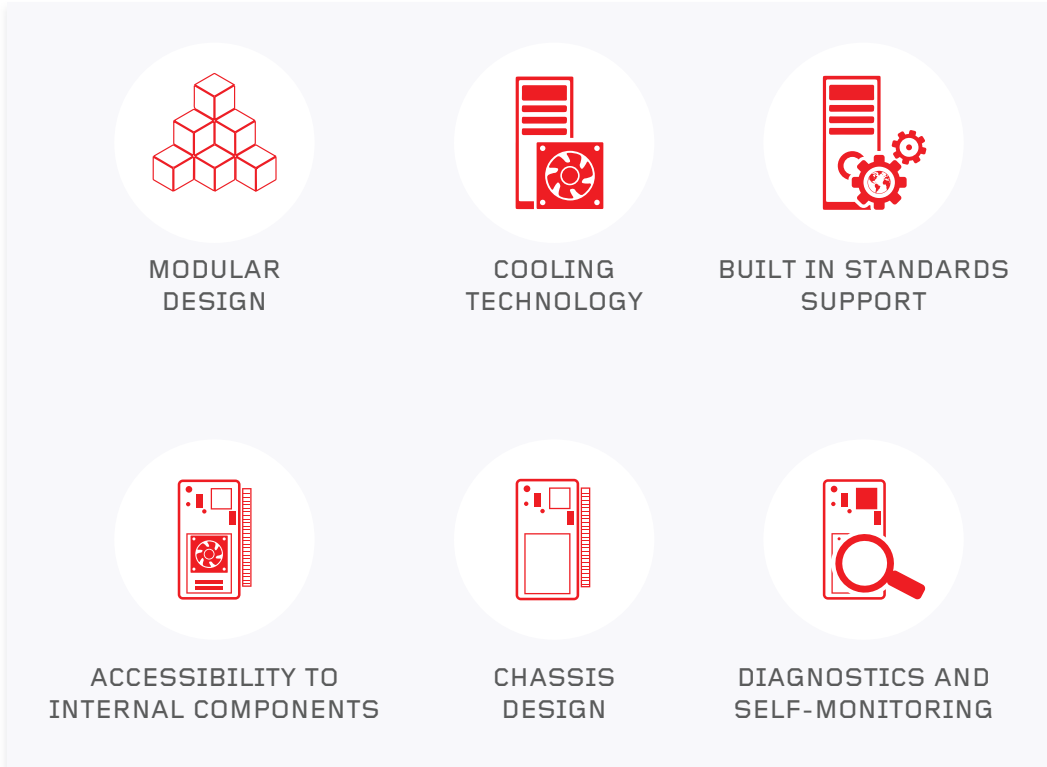 MODULAR
DESIGN
COOLING
TECHNOLOGY
BUILT IN STANDARDS
SUPPORT
ACCESSIBILITY TO
INTERNAL COMPONENTS
CHASSIS
DESIGN
DIAGNOSTICS AND
SELF-MONITORING